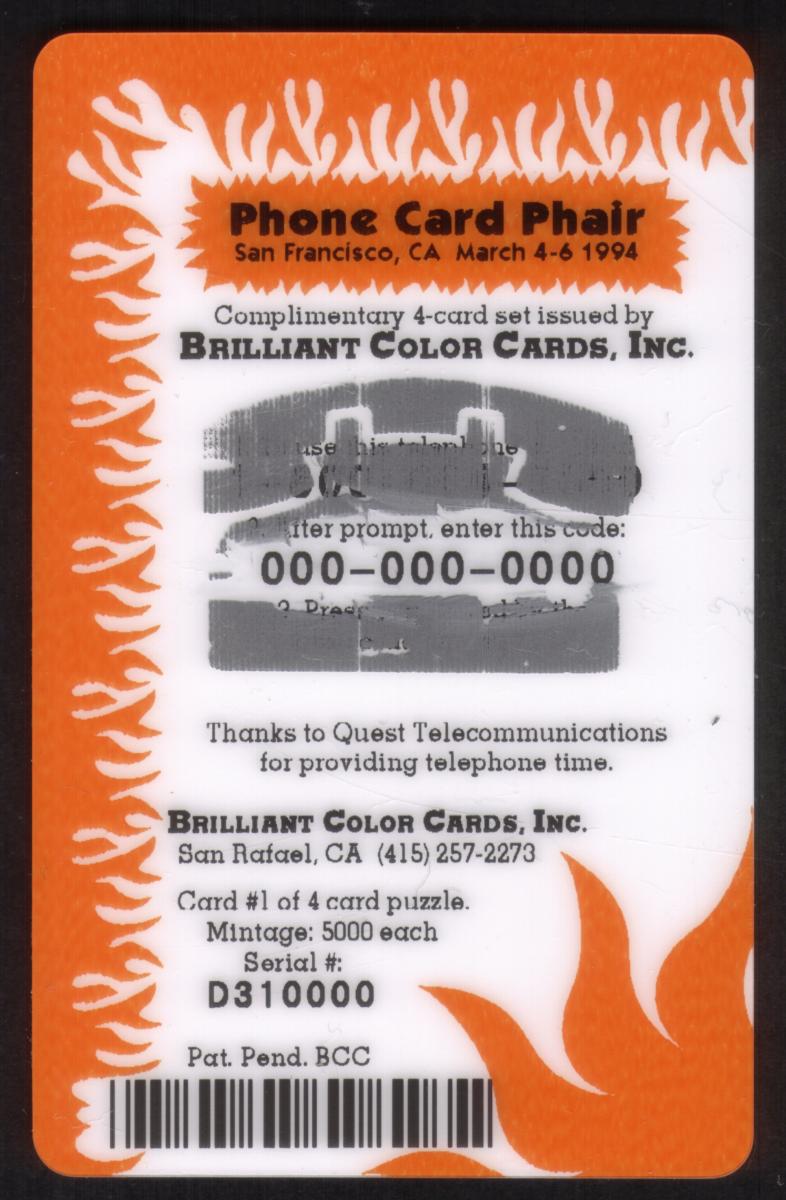 Phone Card Phair
San Francisco, CA March 4-6 1994
Complimentary 4-card set issued by
BRILLIANT COLOR CARDS, INC.
use this telephone
prompt, enter this code:
000-000-0000
Thanks to Quest Telecommunications
for providing telephone time.
BRILLIANT COLOR CARDS, INC.
San Rafael, CA (415) 257-2273
Card #1 of 4 card puzzle.
Mintage: 5000 each
Serial #:
D310000
Pat. Pend. BCC